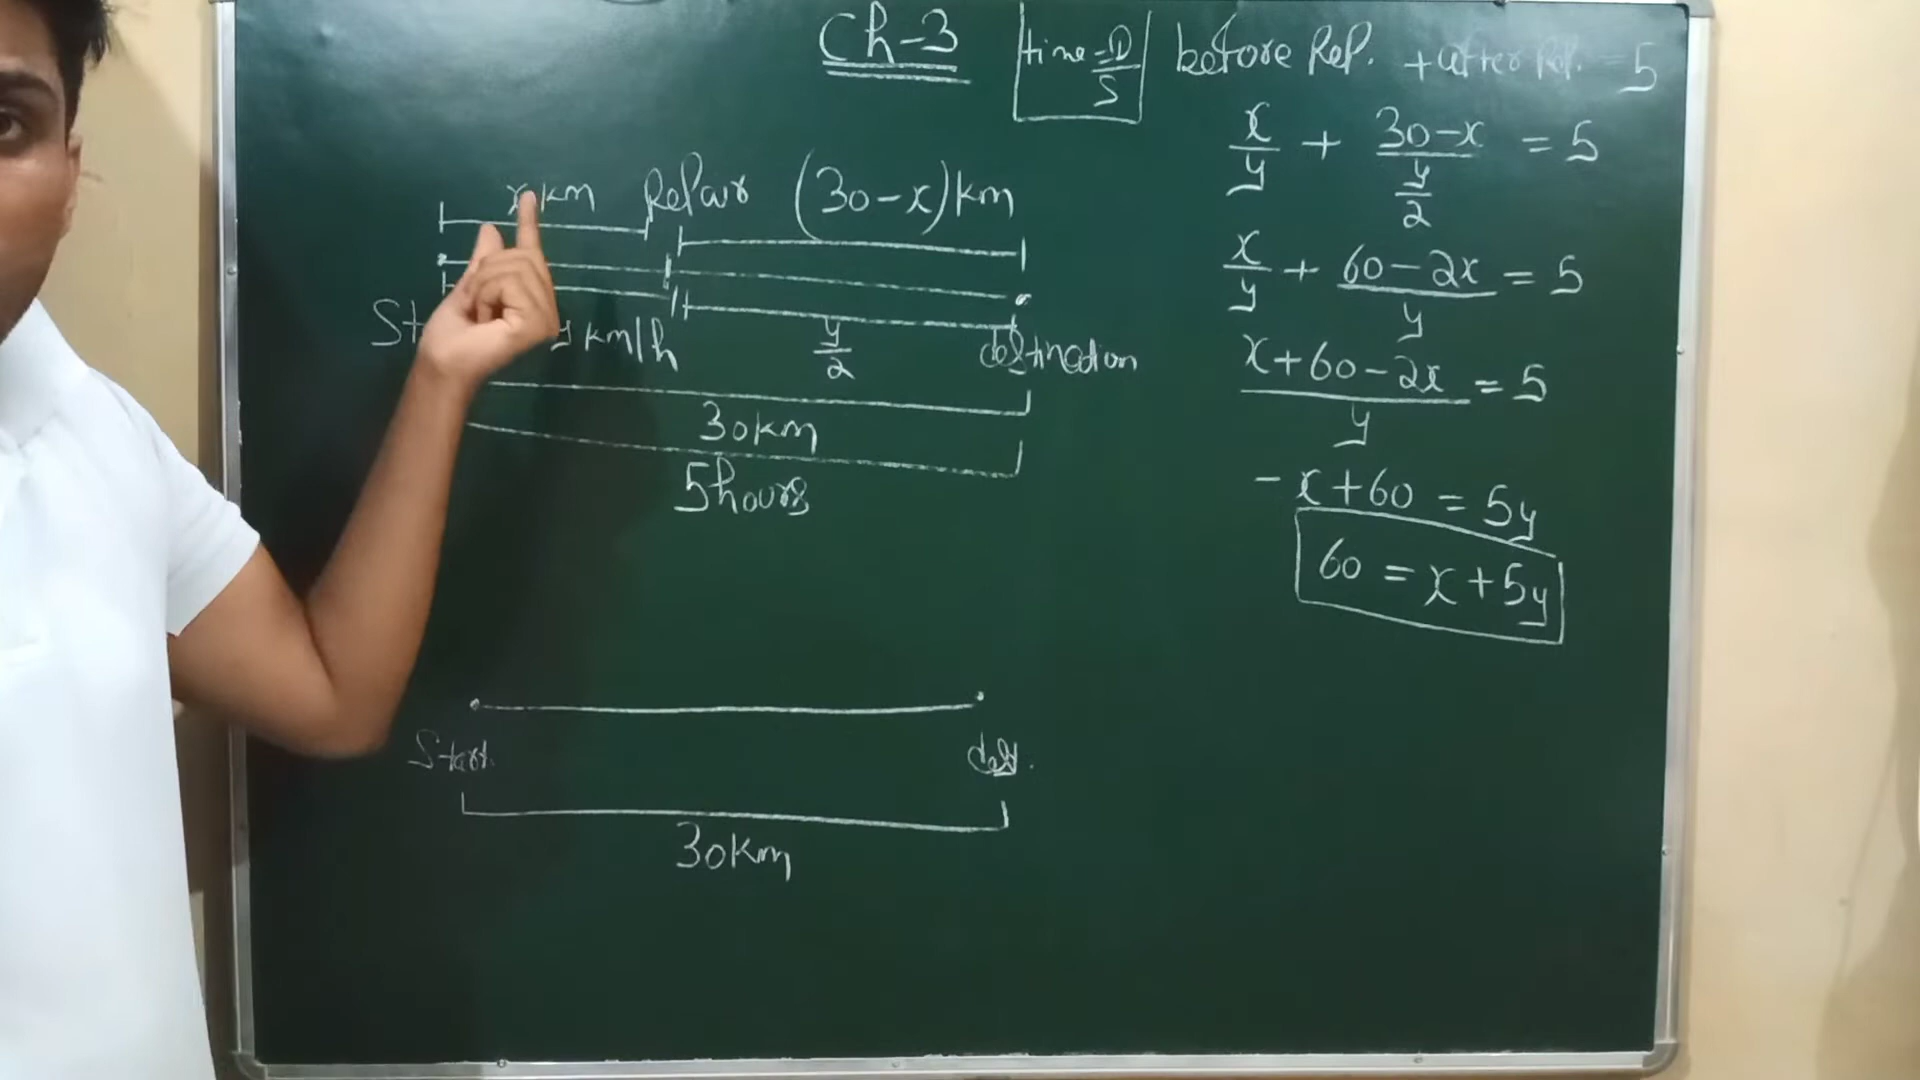 Ch-3
time = D/S
before Rep. + after Rep. = 5
x/y + (30-x)/(y/2) = 5
x/y + (60-2x)/y = 5
(x+60-2x)/y = 5
-x+60 = 5y
60 = x+5y
x km Repair (30-x)km
St y km/h y/2 destination
30km
5hours
Start. dest.
30km